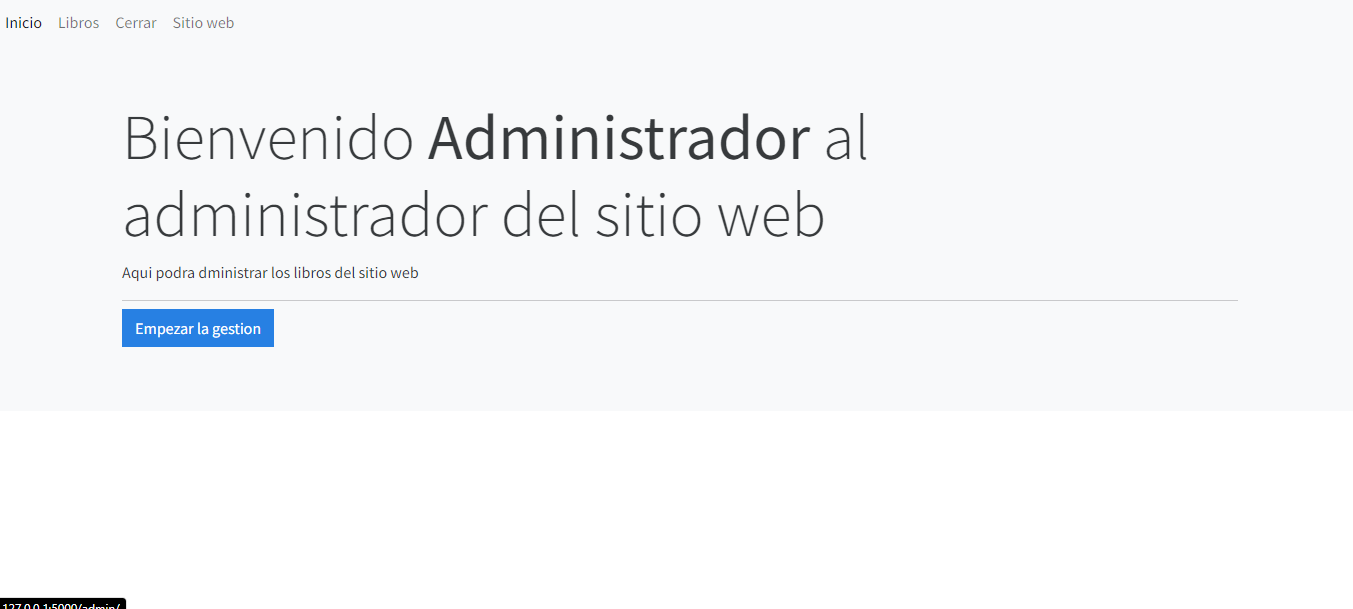 Inicio Libros Cerrar Sitio web
Bienvenido Administrador al
administrador del sitio web
Aqui podra dministrar los libros del sitio web
Empezar la gestion
127.0.0.1:5000/admin/